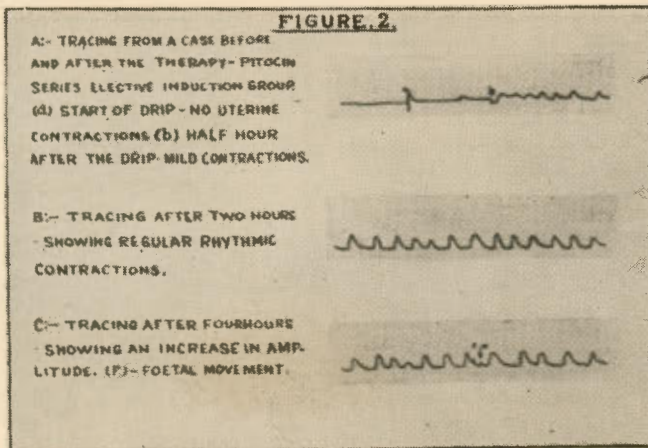 FIGURE.2.
A:- TRACING FROM A CASE BEFORE
AND AFTER THE THERAPY- PITOCIN
SERIES ELECTIVE INDUCTION GROUP
(a) START OF DRIP - NO UTERINE
CONTRACTIONS (b) HALF HOUR
AFTER THE DRIP- MILD CONTRACTIONS.
B:- TRACING AFTER TWO HOURS
- SHOWING REGULAR RHYTHMIC
CONTRACTIONS.
C:- TRACING AFTER FOURHOURS
- SHOWING AN INCREASE IN AMP-
LITUDE. (F)- FOETAL MOVEMENT.